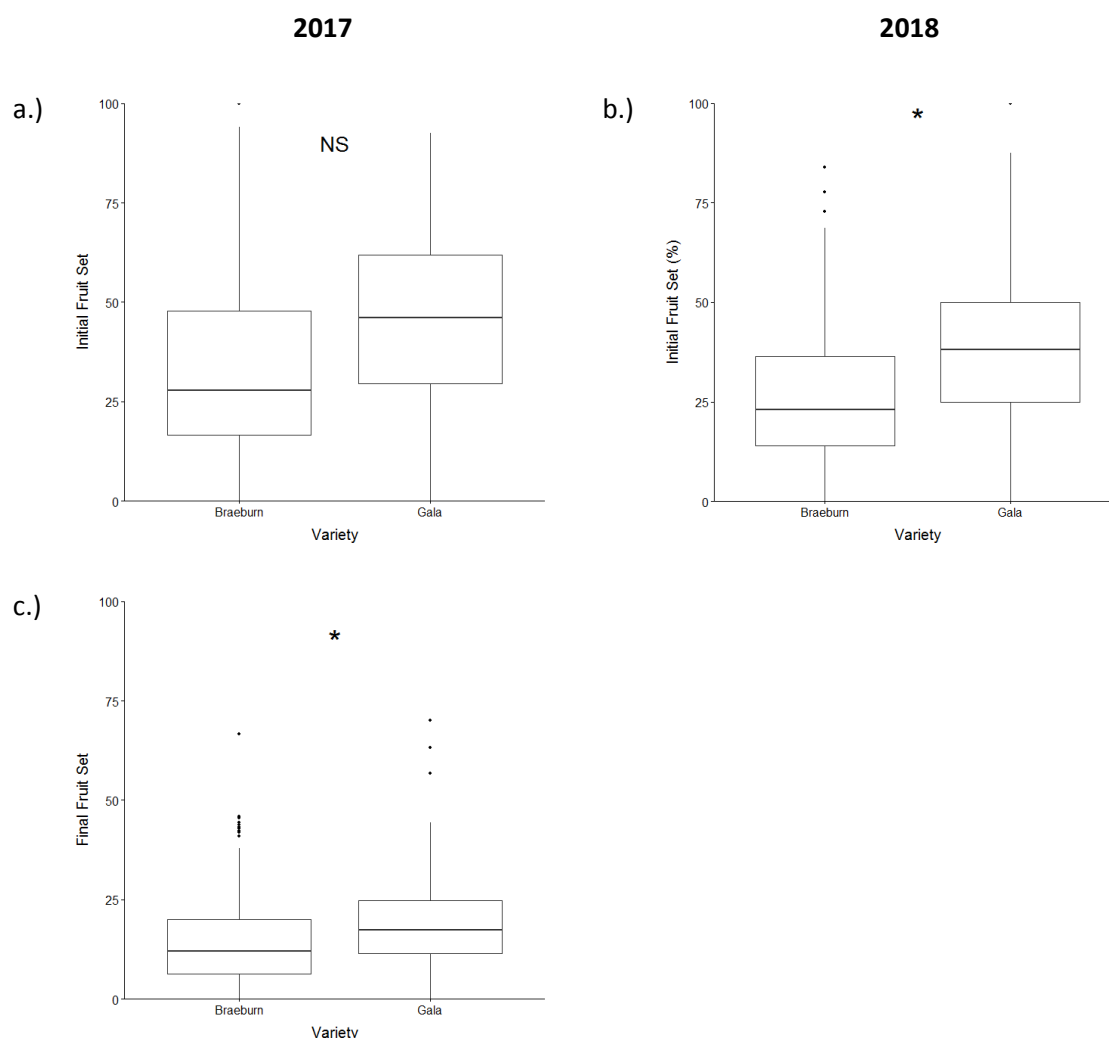 2017
2018
a.)
100
75
50
25
0
Initial Fruit Set
NS
Braeburn
Gala
Variety
b.)
100
75
50
25
0
Initial Fruit Set (%)
*
Braeburn
Gala
Variety
c.)
100
75
50
25
0
Final Fruit Set
*
Braeburn
Gala
Variety